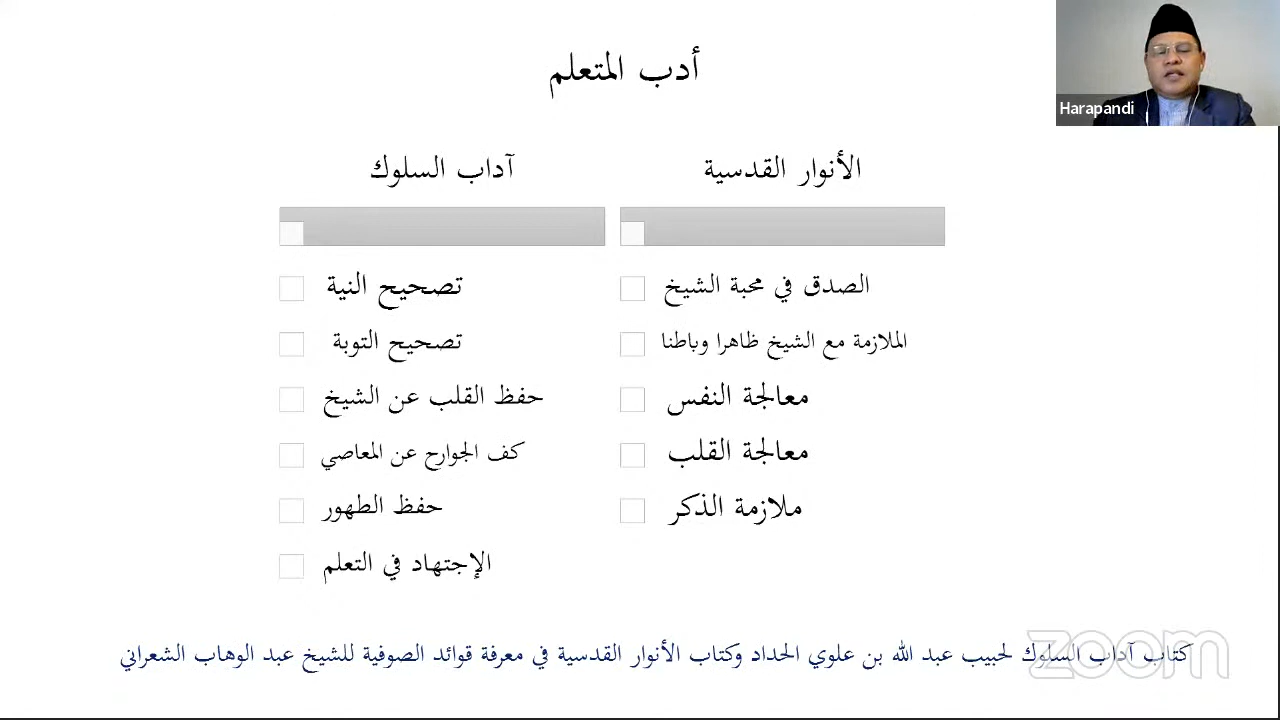 أدب المتعلم
Harapandi
الأنوار القدسية
الصدق في محبة الشيخ
الملازمة مع الشيخ ظاهرا وباطنا
معالجة النفس
معالجة القلب
ملازمة الذكر
آداب السلوك
تصحيح النية
تصحيح التوبة
حفظ القلب عن الشيخ
كف الجوارح عن المعاصي
حفظ الطهور
الإجتهاد في التعلم
كتاب آداب السلوك لحبيب عبد الله بن علوي الحداد وكتاب الأنوار القدسية في معرفة قوائد الصوفية للشيخ عبد الوهاب الشعراني
zoom